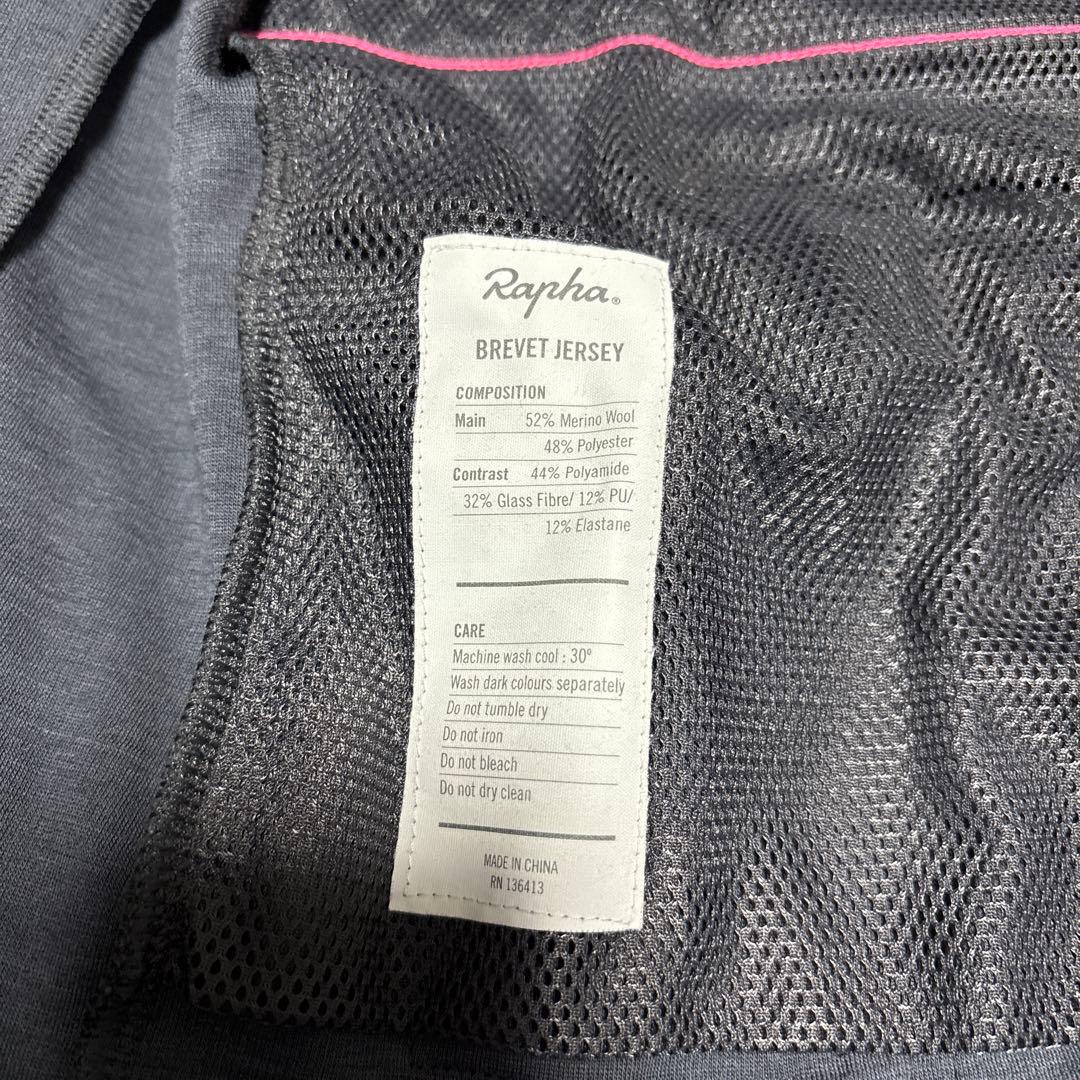 Rapha®
BREVET JERSEY
COMPOSITION
Main 52% Merino Wool
48% Polyester
Contrast 44% Polyamide
32% Glass Fibre/ 12% PU/
12% Elastane
CARE
Machine wash cool : 30º
Wash dark colours separately
Do not tumble dry
Do not iron
Do not bleach
Do not dry clean
MADE IN CHINA
RN 136413